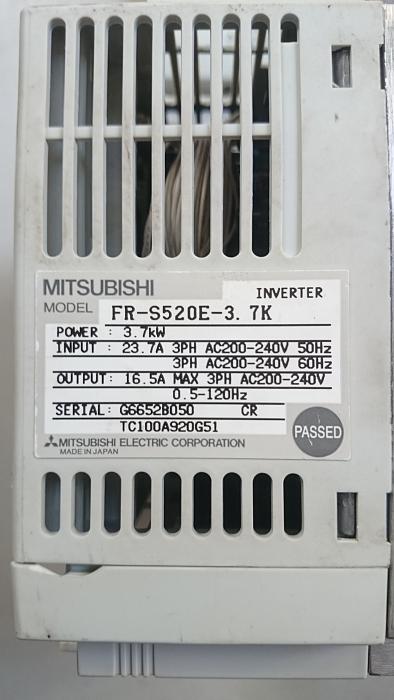 MITSUBISHI
INVERTER
MODEL FR-S520E-3.7K
POWER : 3.7kW
INPUT : 23.7A 3PH AC200-240V 50Hz
3PH AC200-240V 60Hz
OUTPUT: 16.5A MAX 3PH AC200-240V
0.5-120Hz
SERIAL: G6652B050 CR
TC100A920G51
PASSED
MITSUBISHI ELECTRIC CORPORATION
MADE IN JAPAN